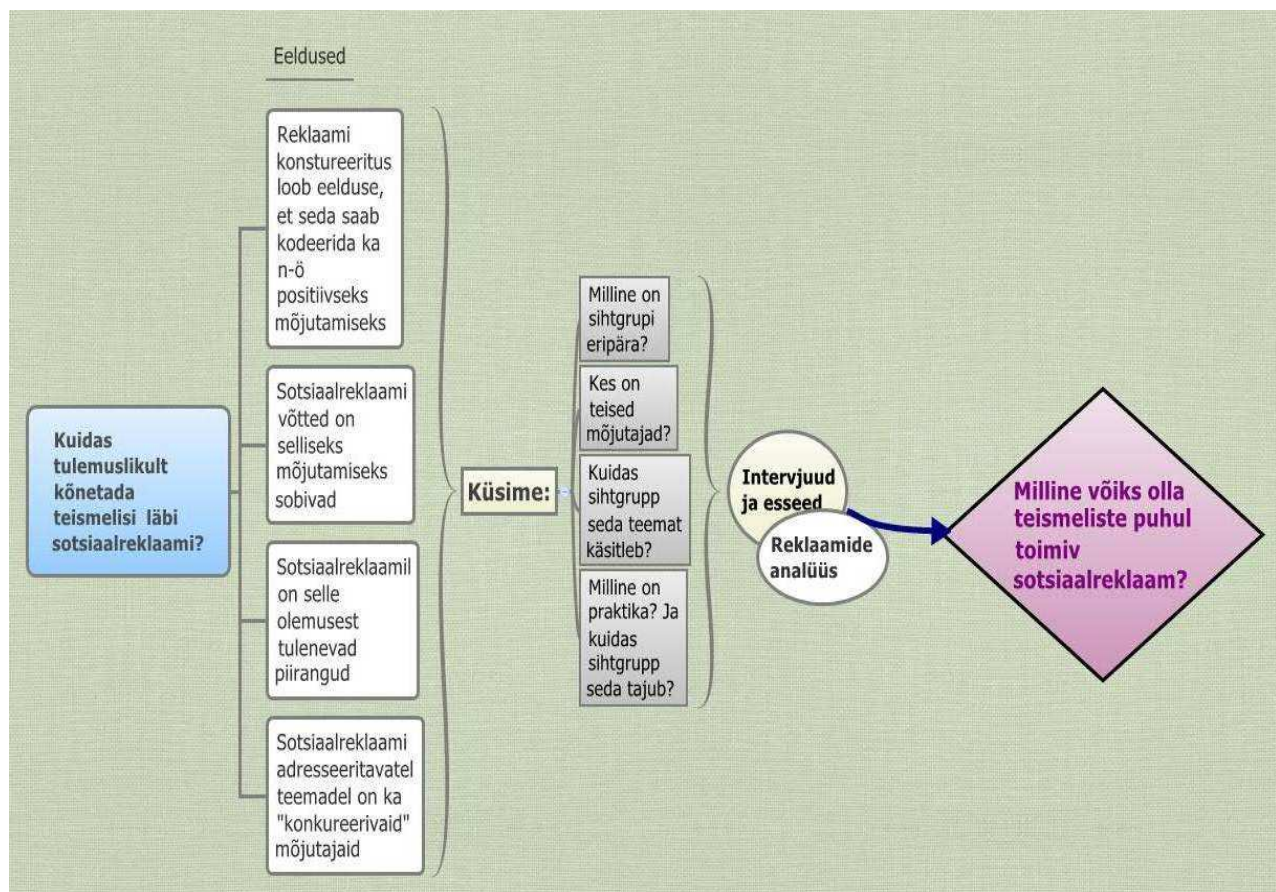 Eeldused
Kuidas
tulemuslikult
kõnetada
teismelisi läbi
sotsiaalreklaami?
Reklaami
konstureeritus
loob eelduse,
et seda saab
kodeerida ka
n-ö
positiivseks
mõjutamiseks
Sotsiaalreklaami
võtted on
selliseks
mõjutamiseks
sobivad
Sotsiaalreklaamil
on selle
olemusest
tulenevad
piirangud
Sotsiaalreklaami
adresseeritavatel
teemadel on ka
"konkureerivaid"
mõjutajaid
Küsime:
Milline on
sihtgrupi
eripära?
Kes on
teised
mõjutajad?
Kuidas
sihtgrupp
seda teemat
käsitleb?
Milline on
praktika? Ja
kuidas
sihtgrupp
seda tajub?
Intervjuud
ja esseed
Reklaamide
analüüs
Milline võiks olla
teismeliste puhul
toimiv
sotsiaalreklaam?